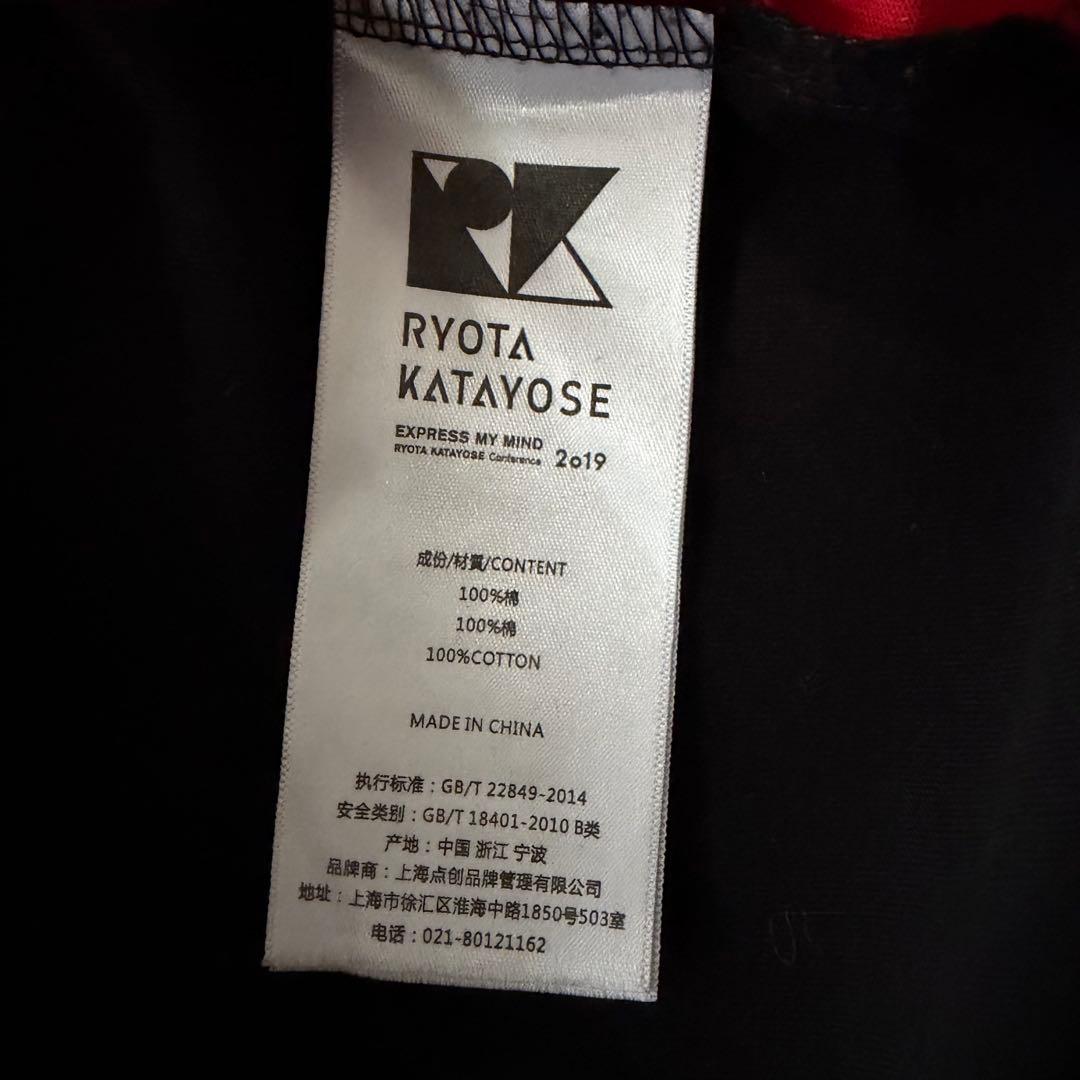 RK
RYOTA
KATAYOSE
EXPRESS MY MIND
RYOTA KATAYOSE Conference 2019
成份/材質/CONTENT
100%棉
100%棉
100%COTTON
MADE IN CHINA
执行标准：GB/T 22849-2014
安全类别：GB/T 18401-2010 B类
产地：中国 浙江 宁波
品牌商：上海点创品牌管理有限公司
地址：上海市徐汇区淮海中路1850号503室
电话：021-80121162